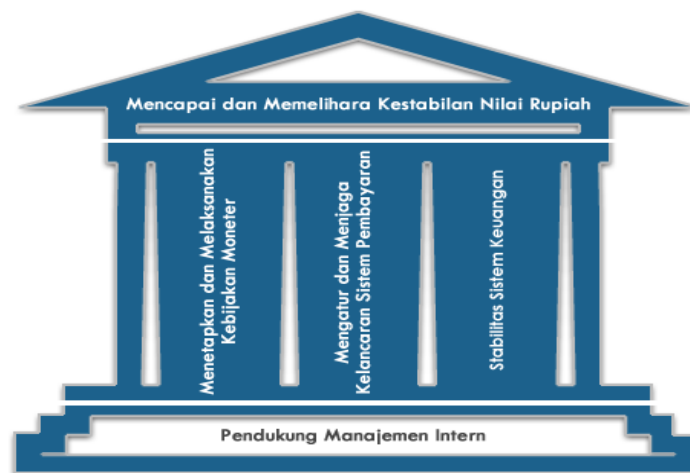 Mencapai dan Memelihara Kestabilan Nilai Rupiah
Menetapkan dan Melaksanakan
Kebijakan Moneter
Mengatur dan Menjaga
Kelancaran Sistem Pembayaran
Stabilitas Sistem Keuangan
Pendukung Manajemen Intern